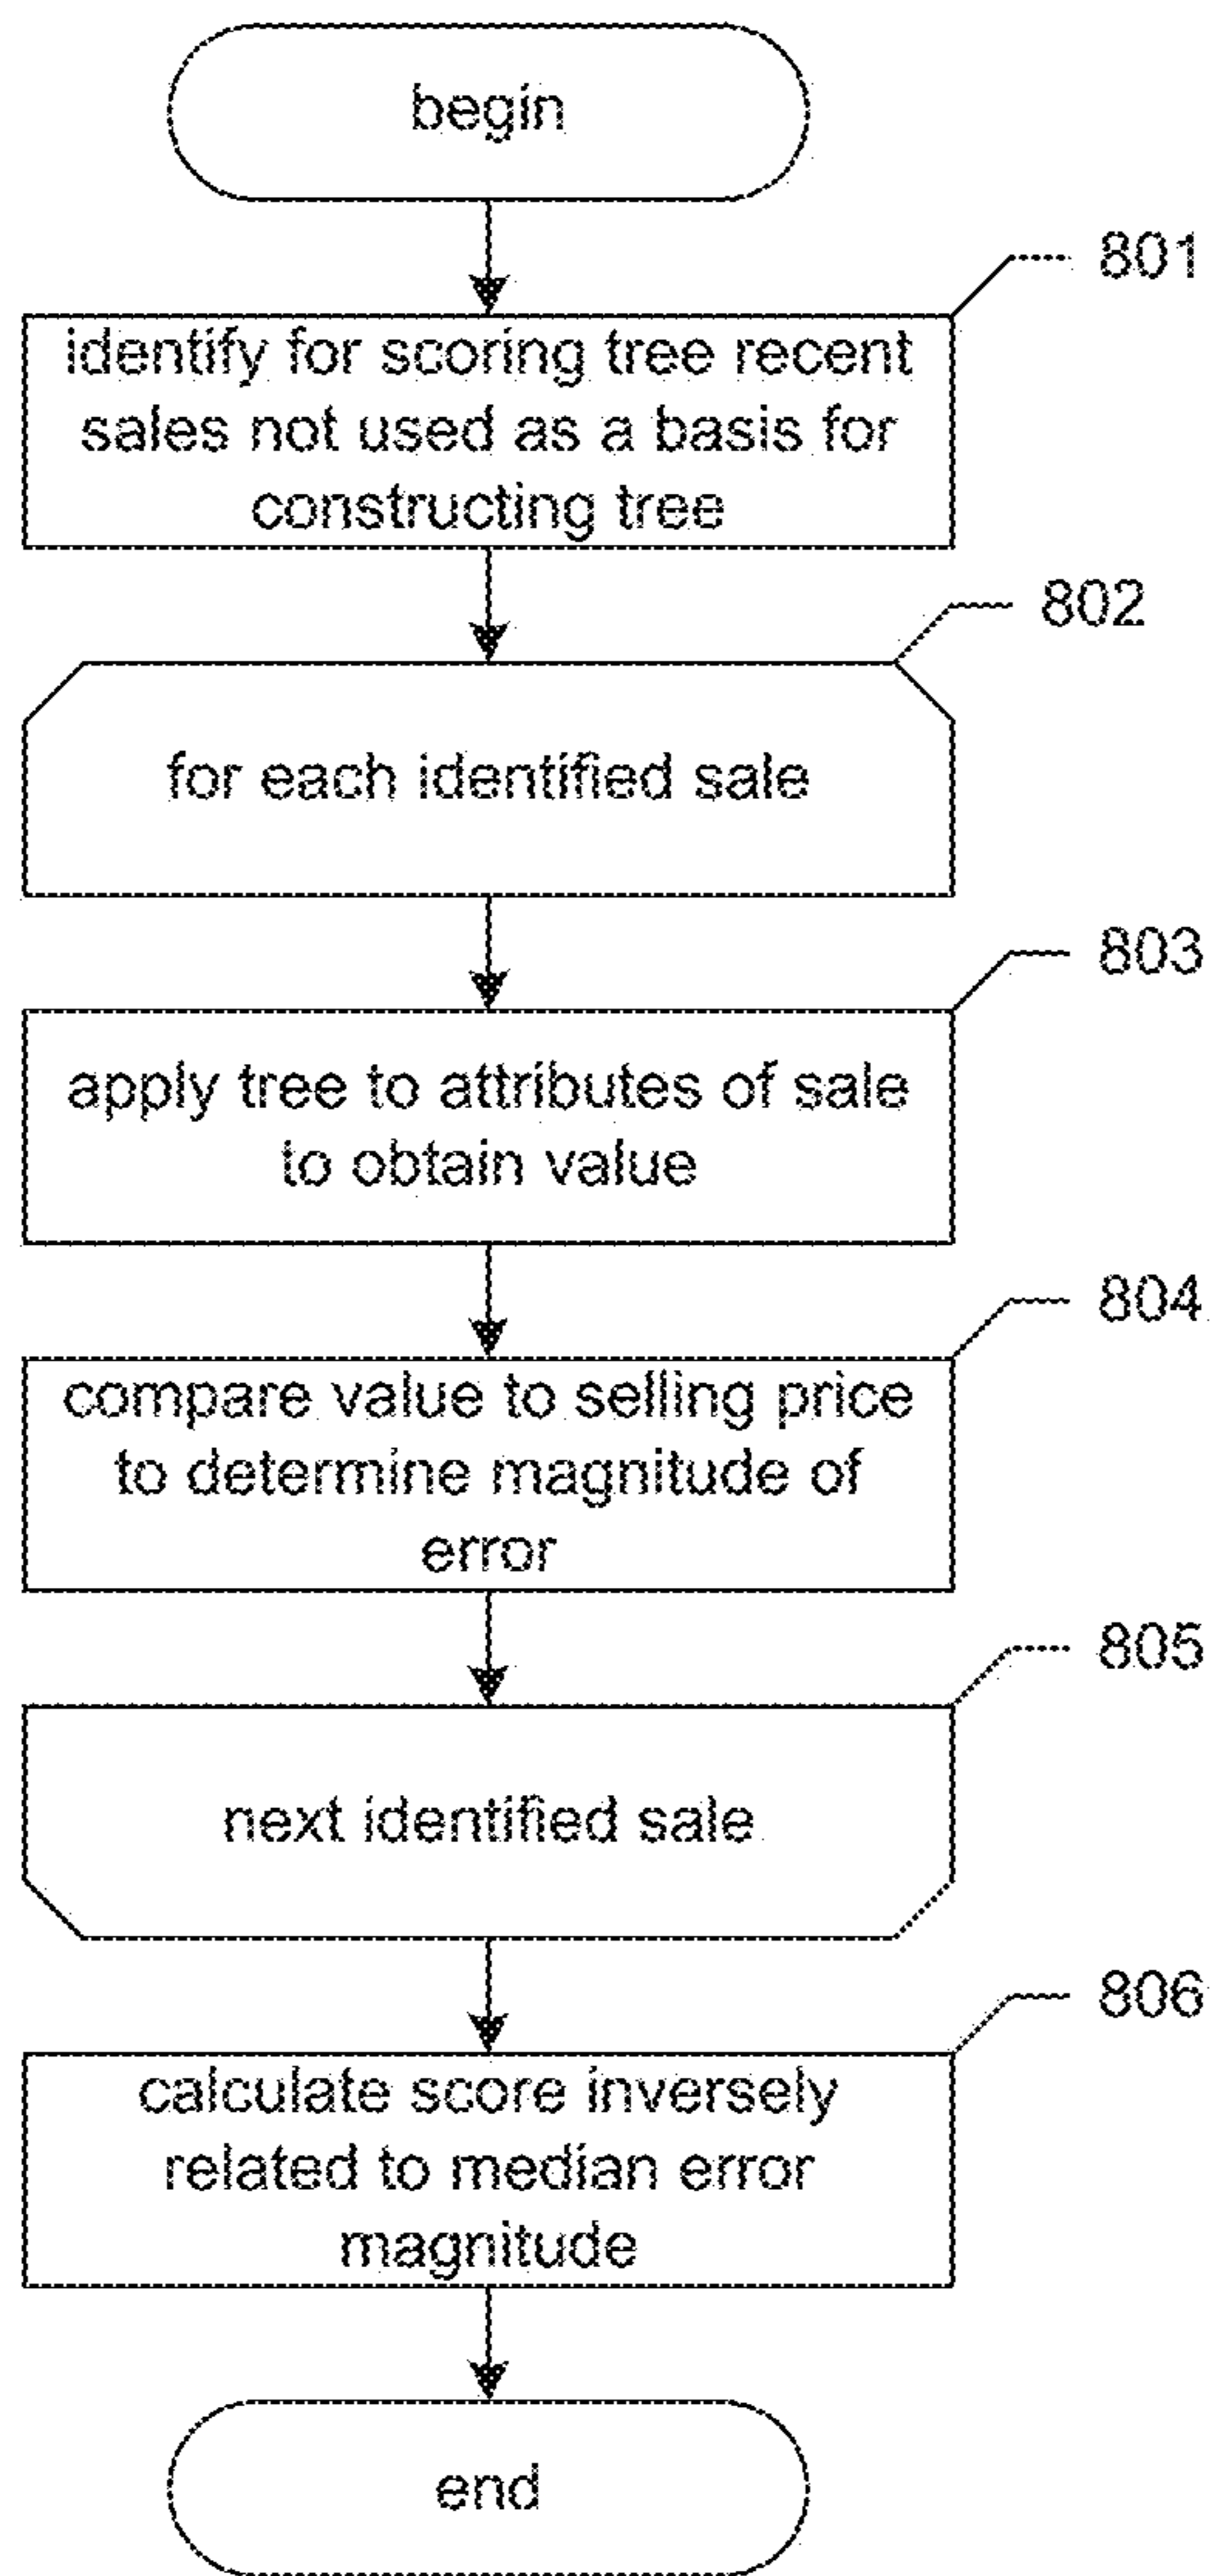 begin
801
identify for scoring tree recent
sales not used as a basis for
constructing tree
802
for each identified sale
803
apply tree to attributes of sale
to obtain value
804
compare value to selling price
to determine magnitude of
error
805
next identified sale
806
calculate score inversely
related to median error
magnitude
end